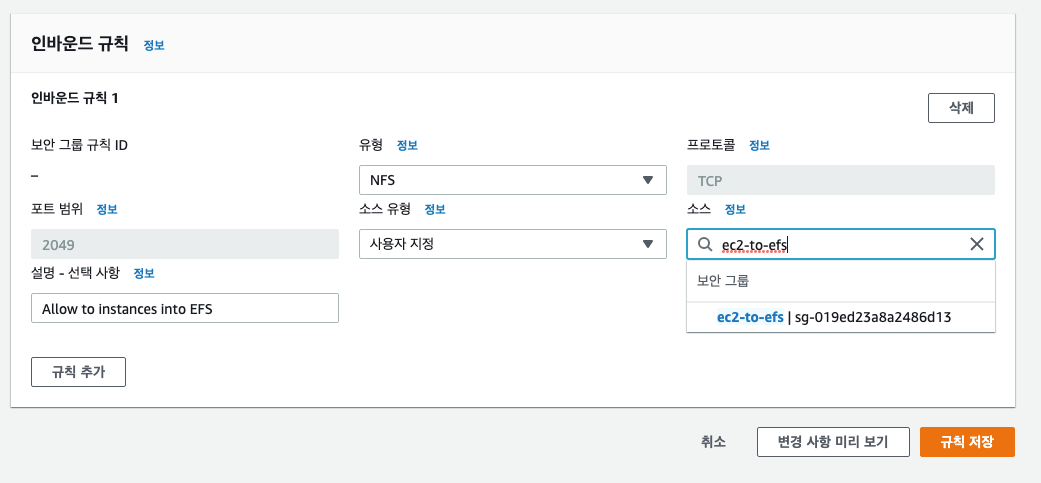 인바운드 규칙 정보
인바운드 규칙 1
삭제
보안 그룹 규칙 ID
–
유형 정보
NFS
프로토콜 정보
TCP
포트 범위 정보
2049
소스 유형 정보
사용자 지정
소스 정보
ec2-to-efs
보안 그룹
ec2-to-efs | sg-019ed23a8a2486d13
설명 - 선택 사항 정보
Allow to instances into EFS
규칙 추가
취소
변경 사항 미리 보기
규칙 저장